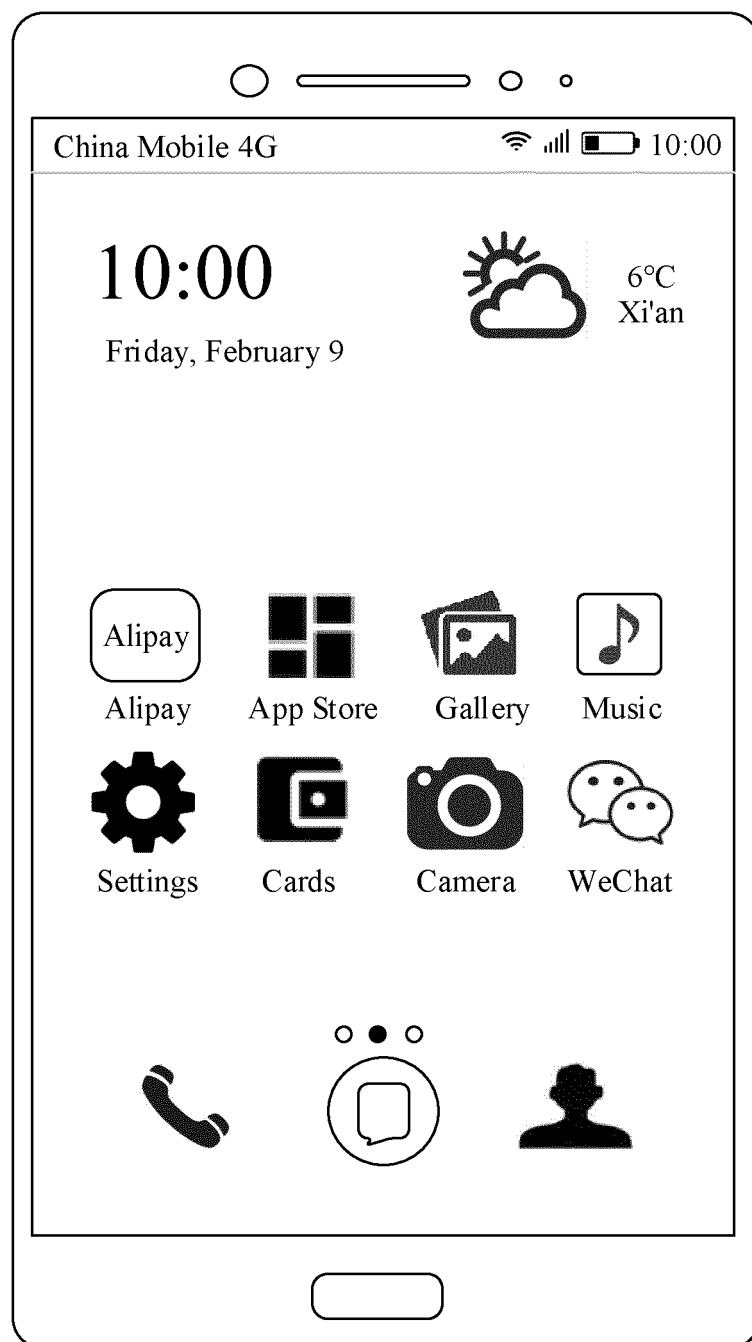 China Mobile 4G 10:00
10:00
Friday, February 9
6°C
Xi'an
Alipay
Alipay App Store Gallery Music
Settings Cards Camera WeChat